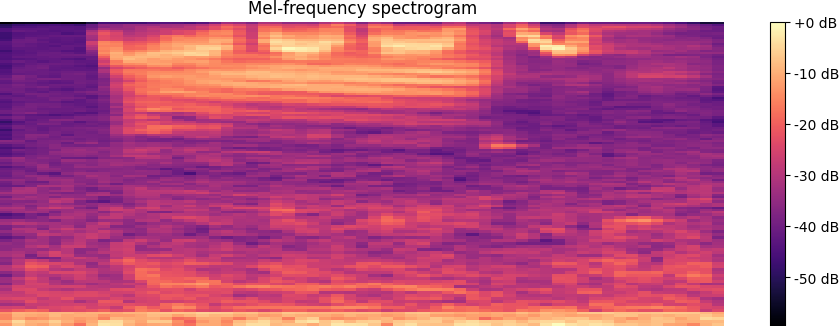 Mel-frequency spectrogram
+0 dB
-10 dB
-20 dB
-30 dB
-40 dB
-50 dB